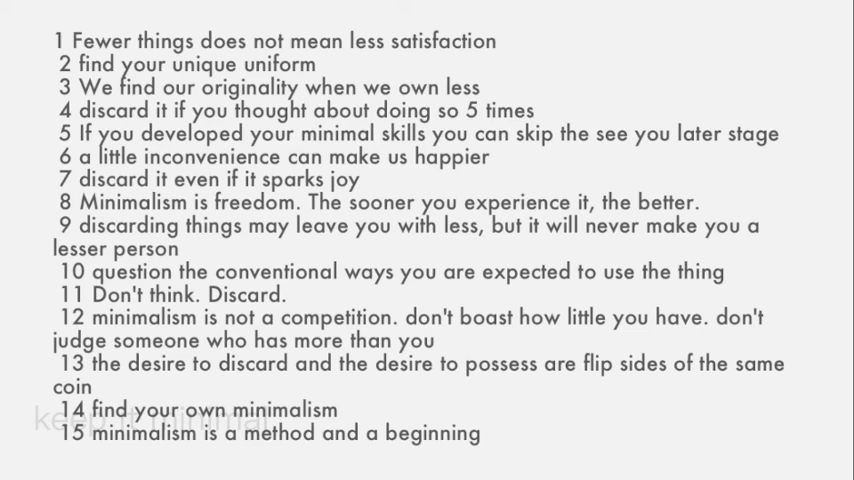 1 Fewer things does not mean less satisfaction
2 find your unique uniform
3 We find our originality when we own less
4 discard it if you thought about doing so 5 times
5 If you developed your minimal skills you can skip the see you later stage
6 a little inconvenience can make us happier
7 discard it even if it sparks joy
8 Minimalism is freedom. The sooner you experience it, the better.
9 discarding things may leave you with less, but it will never make you a
lesser person
10 question the conventional ways you are expected to use the thing
11 Don't think. Discard.
12 minimalism is not a competition. don't boast how little you have. don't
judge someone who has more than you
13 the desire to discard and the desire to possess are flip sides of the same
coin
14 find your own minimalism
keep it minimal
15 minimalism is a method and a beginning